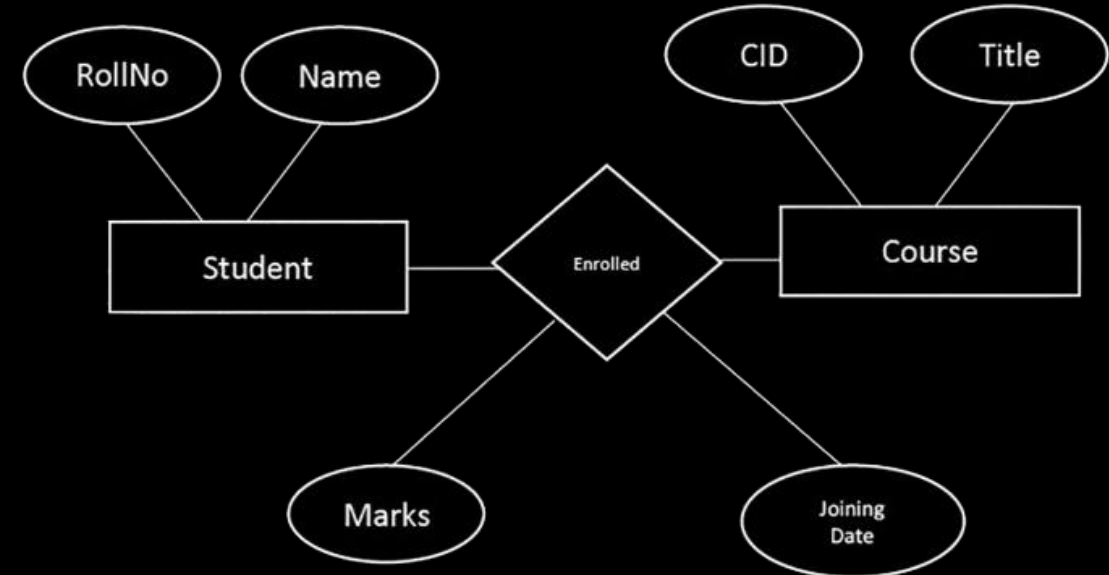 RollNo
Name
CID
Title
Student
Enrolled
Course
Marks
Joining
Date